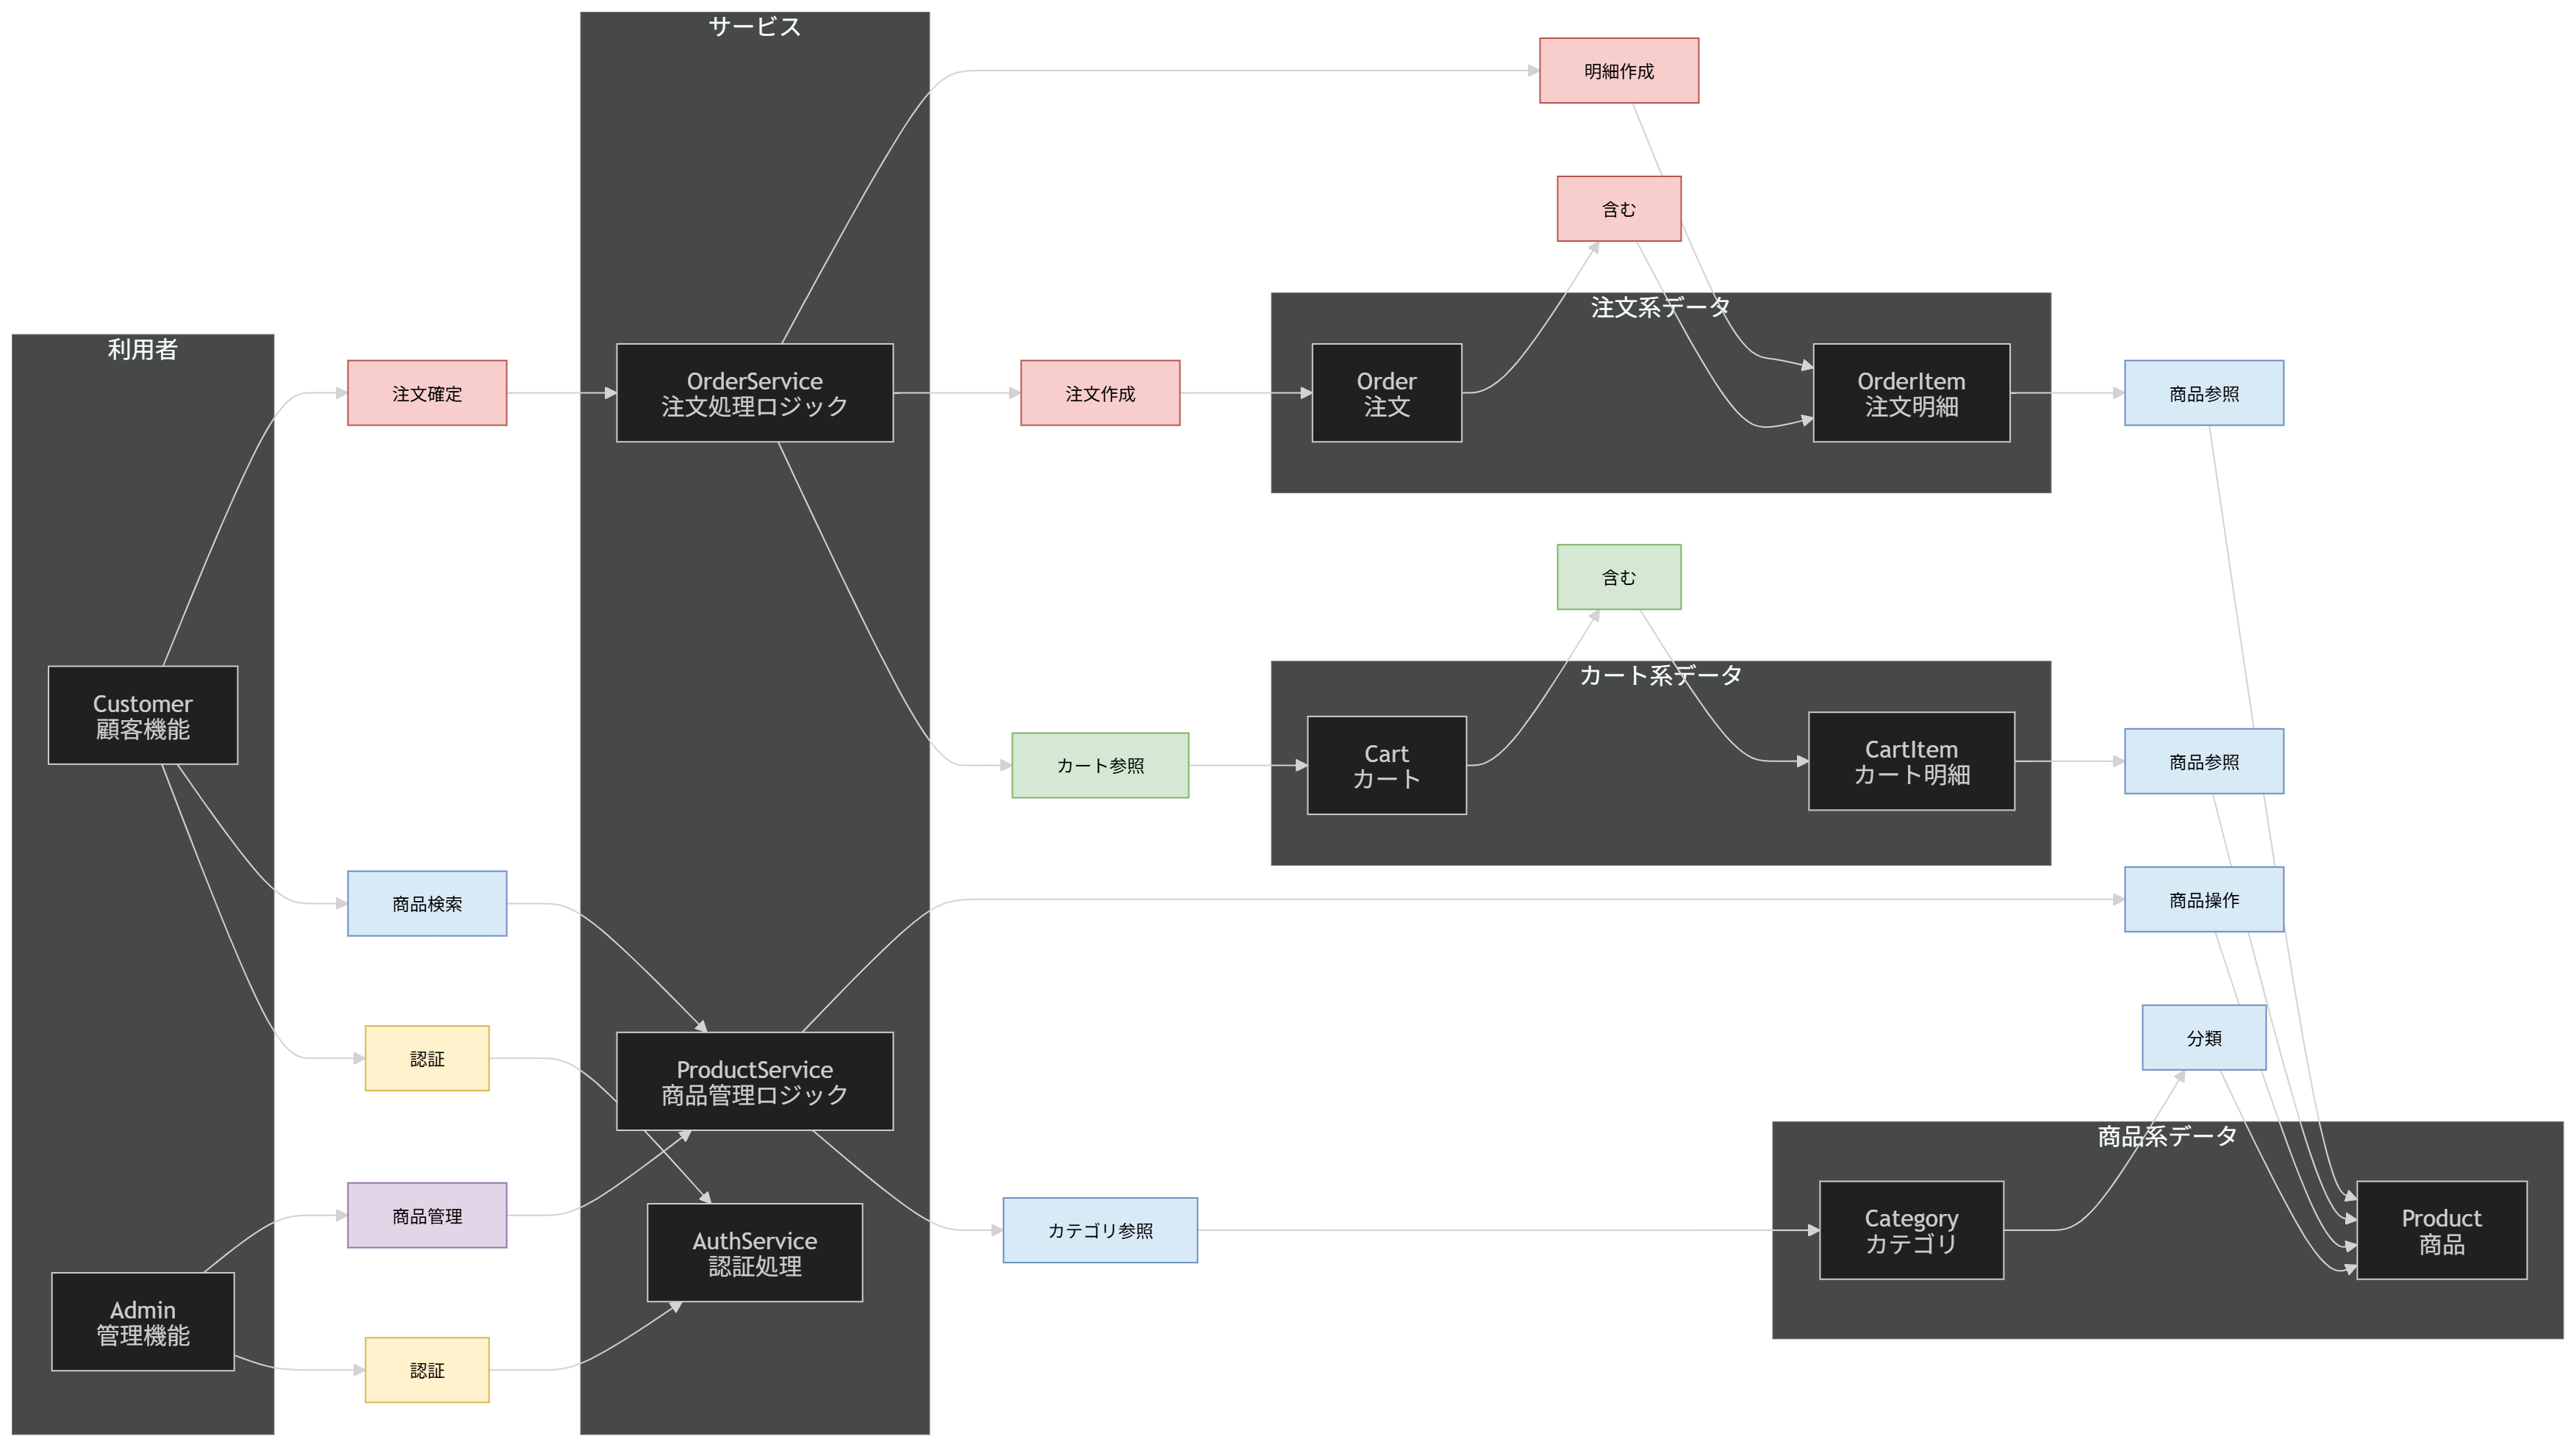 利用者
Customer
顧客機能
Admin
管理機能
注文確定
商品検索
認証
商品管理
認証
サービス
OrderService
注文処理ロジック
ProductService
商品管理ロジック
AuthService
認証処理
注文作成
カート参照
カテゴリ参照
明細作成
含む
注文系データ
Order
注文
OrderItem
注文明細
含む
カート系データ
Cart
カート
CartItem
カート明細
商品参照
商品参照
商品操作
分類
商品系データ
Category
カテゴリ
Product
商品